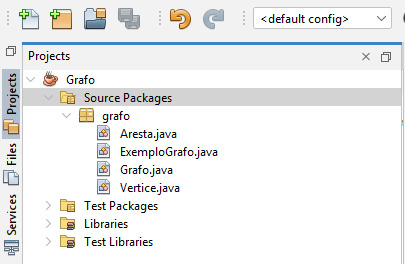 <default config>
Projects
Projects
Files
Services
Grafo
Source Packages
grafo
Aresta.java
ExemploGrafo.java
Grafo.java
Vertice.java
Test Packages
Libraries
Test Libraries